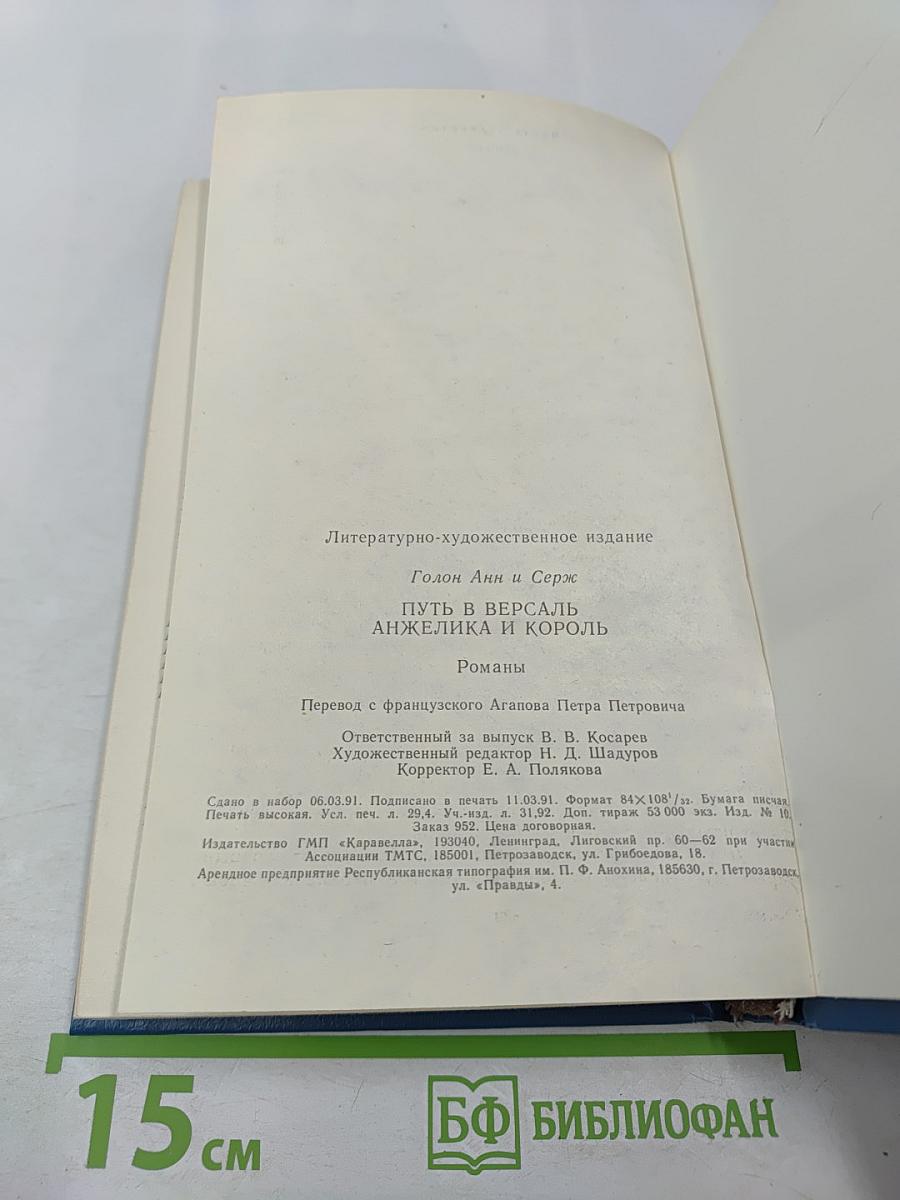 Литературно-художественное издание
Голон Анн и Серж
ПУТЬ В ВЕРСАЛЬ
АНЖЕЛИКА И КОРОЛЬ
Романы
Перевод с французского Агапова Петра Петровича
Ответственный за выпуск В. В. Косарев
Художественный редактор Н. Д. Шадуров
Корректор Е. А. Полякова
Сдано в набор 06.03.91. Подписано в печать 11.03.91. Формат 84×108¹/₃₂. Бумага писчая.
Печать высокая. Усл. печ. л. 29,4. Уч.-изд. л. 31,92. Доп. тираж 53 000 экз. Изд. № 10.
Заказ 952. Цена договорная.
Издательство ГМП «Каравелла», 193040, Ленинград, Лиговский пр. 60—62 при участии
Ассоциации ТМТС, 185001, Петрозаводск, ул. Грибоедова, 18.
Арендное предприятие Республиканская типография им. П. Ф. Анохина, 185630, г. Петрозаводск,
ул. «Правды», 4.
15 см
БФ БИБЛИОФАН